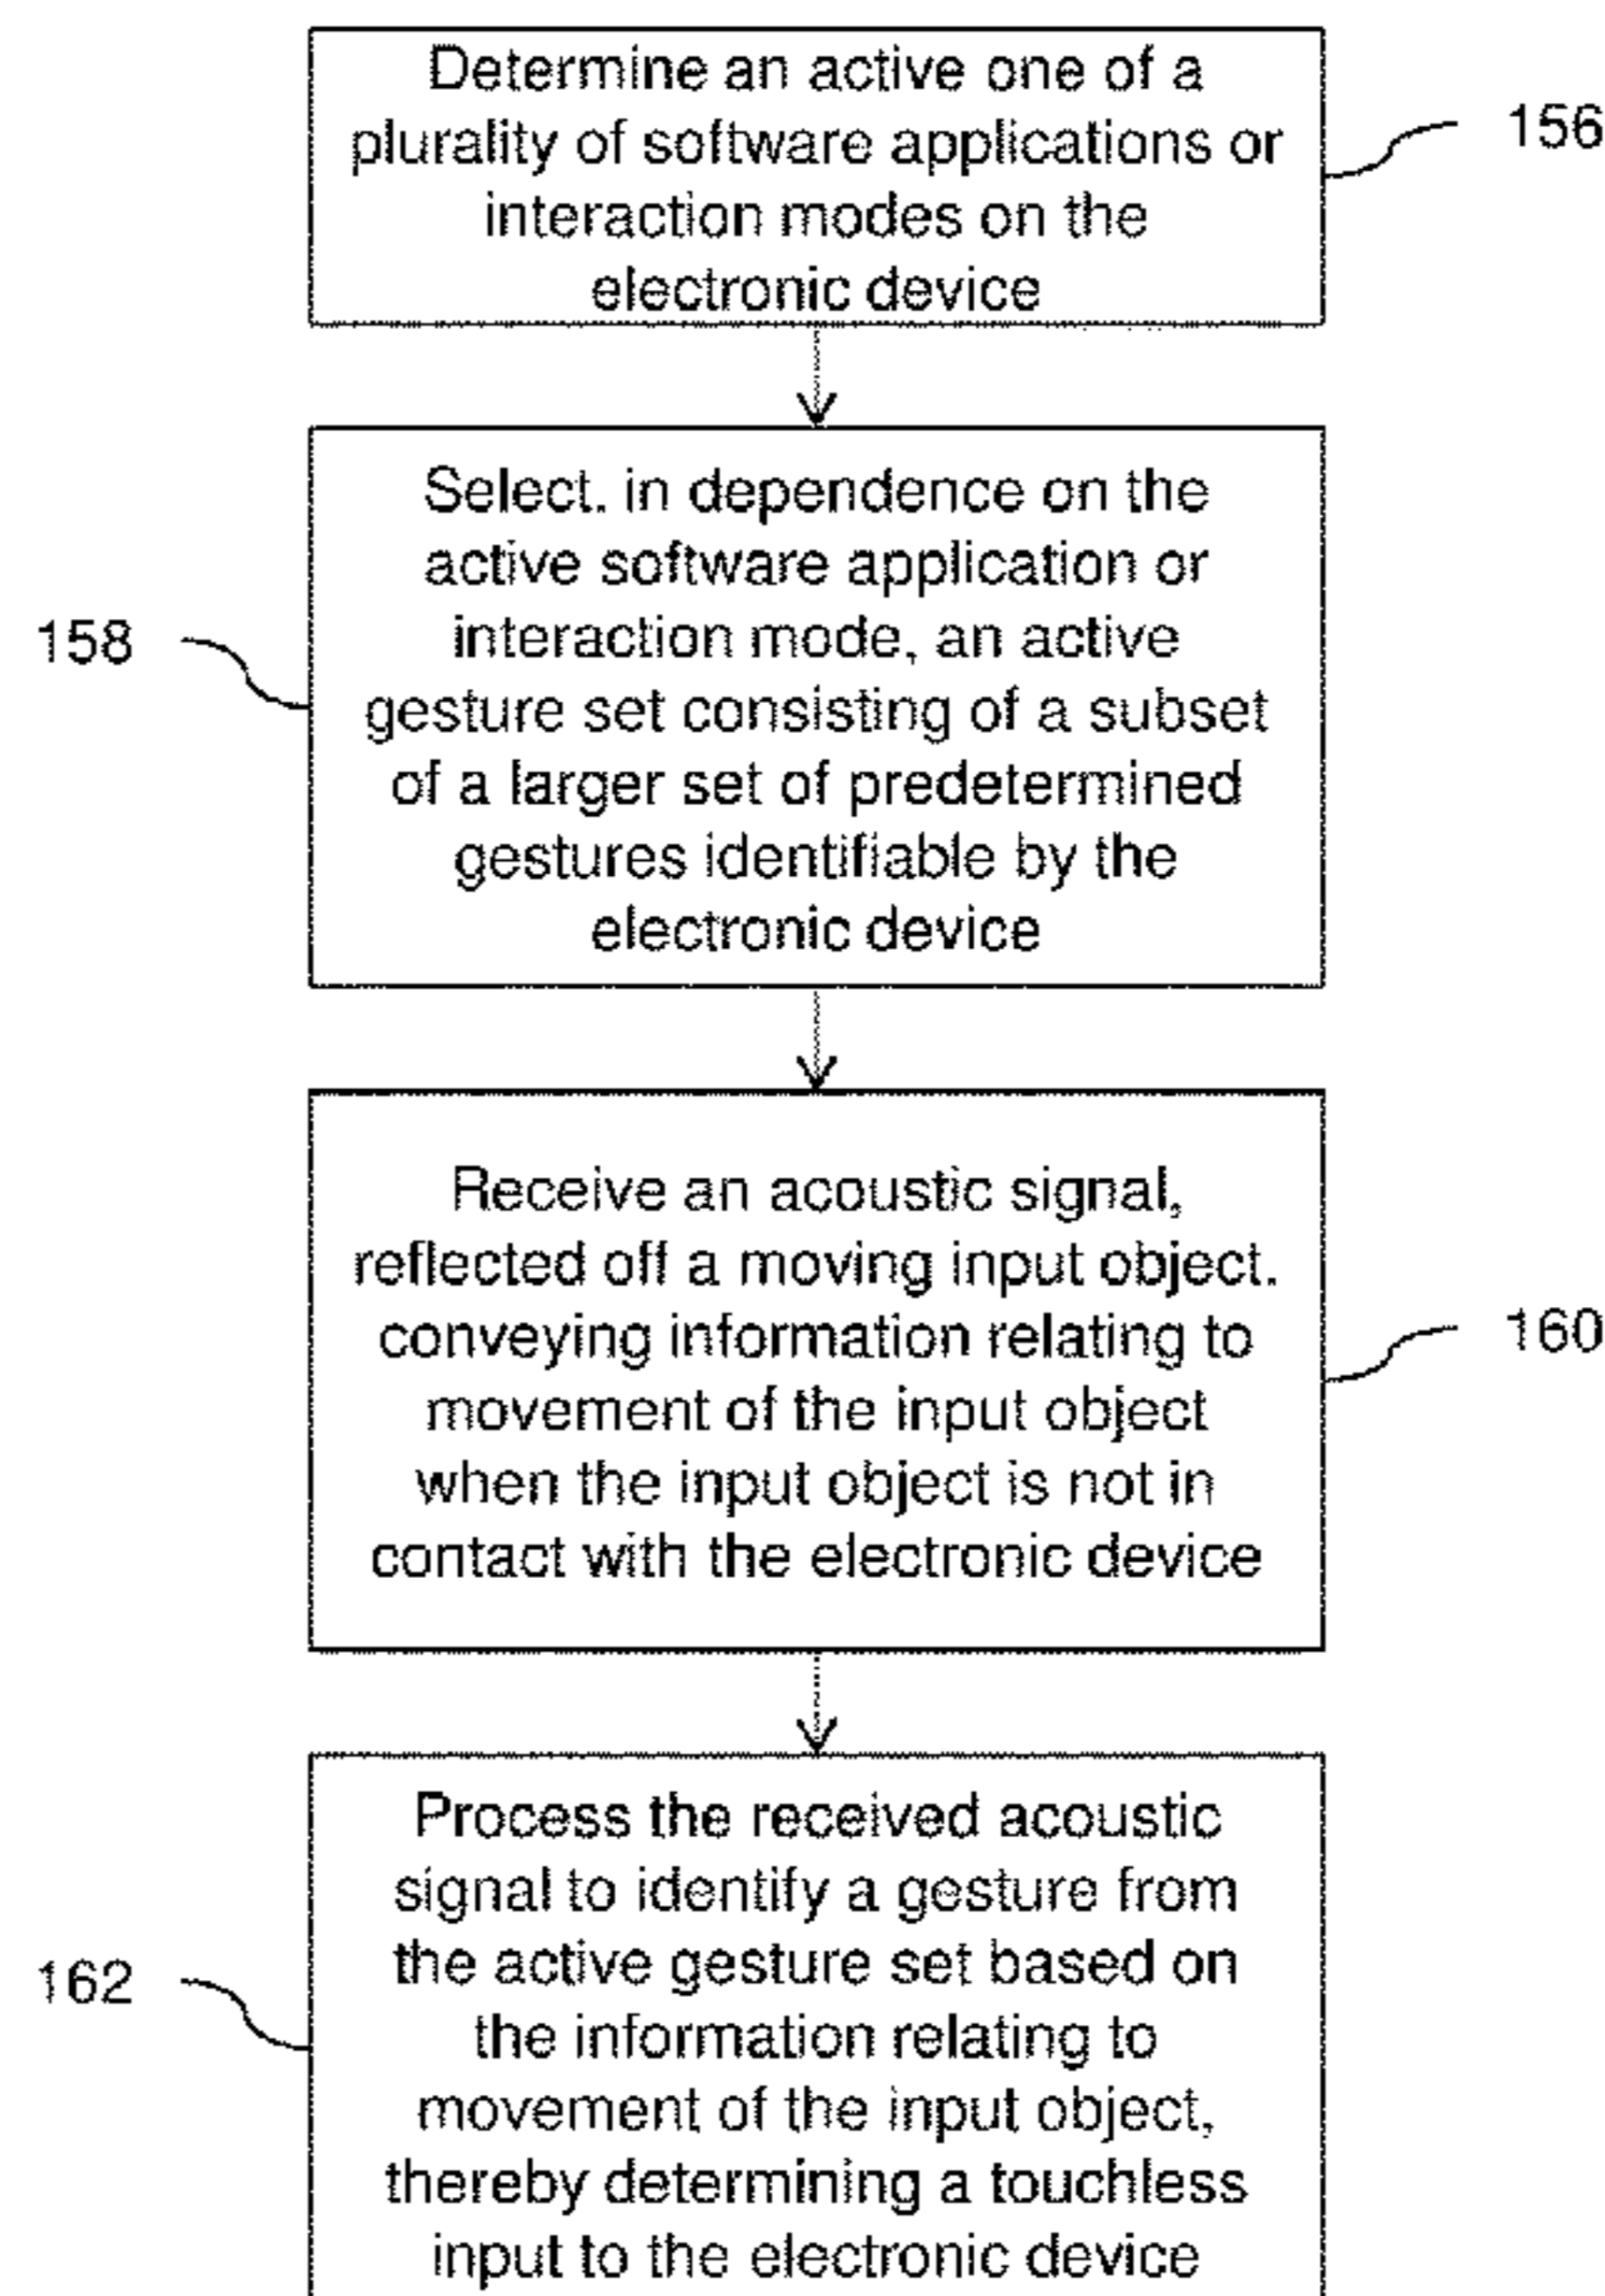 Determine an active one of a
plurality of software applications or
interaction modes on the
electronic device
156
Select. in dependence on the
active software application or
interaction mode, an active
gesture set consisting of a subset
of a larger set of predetermined
gestures identifiable by the
electronic device
158
Receive an acoustic signal,
reflected off a moving input object.
conveying information relating to
movement of the input object
when the input object is not in
contact with the electronic device
160
Process the received acoustic
signal to identify a gesture from
the active gesture set based on
the information relating to
movement of the input object,
thereby determining a touchless
input to the electronic device
162